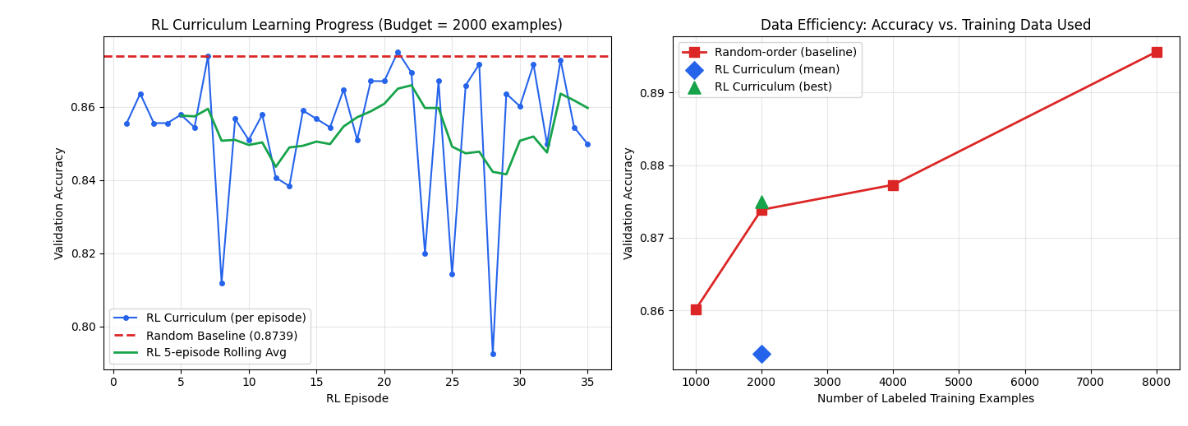 RL Curriculum Learning Progress (Budget = 2000 examples)
Validation Accuracy
0.86
0.84
0.82
0.80
RL Curriculum (per episode)
Random Baseline (0.8739)
RL 5-episode Rolling Avg
0 5 10 15 20 25 30 35
RL Episode
Data Efficiency: Accuracy vs. Training Data Used
Validation Accuracy
0.89
0.88
0.87
0.86
Random-order (baseline)
RL Curriculum (mean)
RL Curriculum (best)
1000 2000 3000 4000 5000 6000 7000 8000
Number of Labeled Training Examples